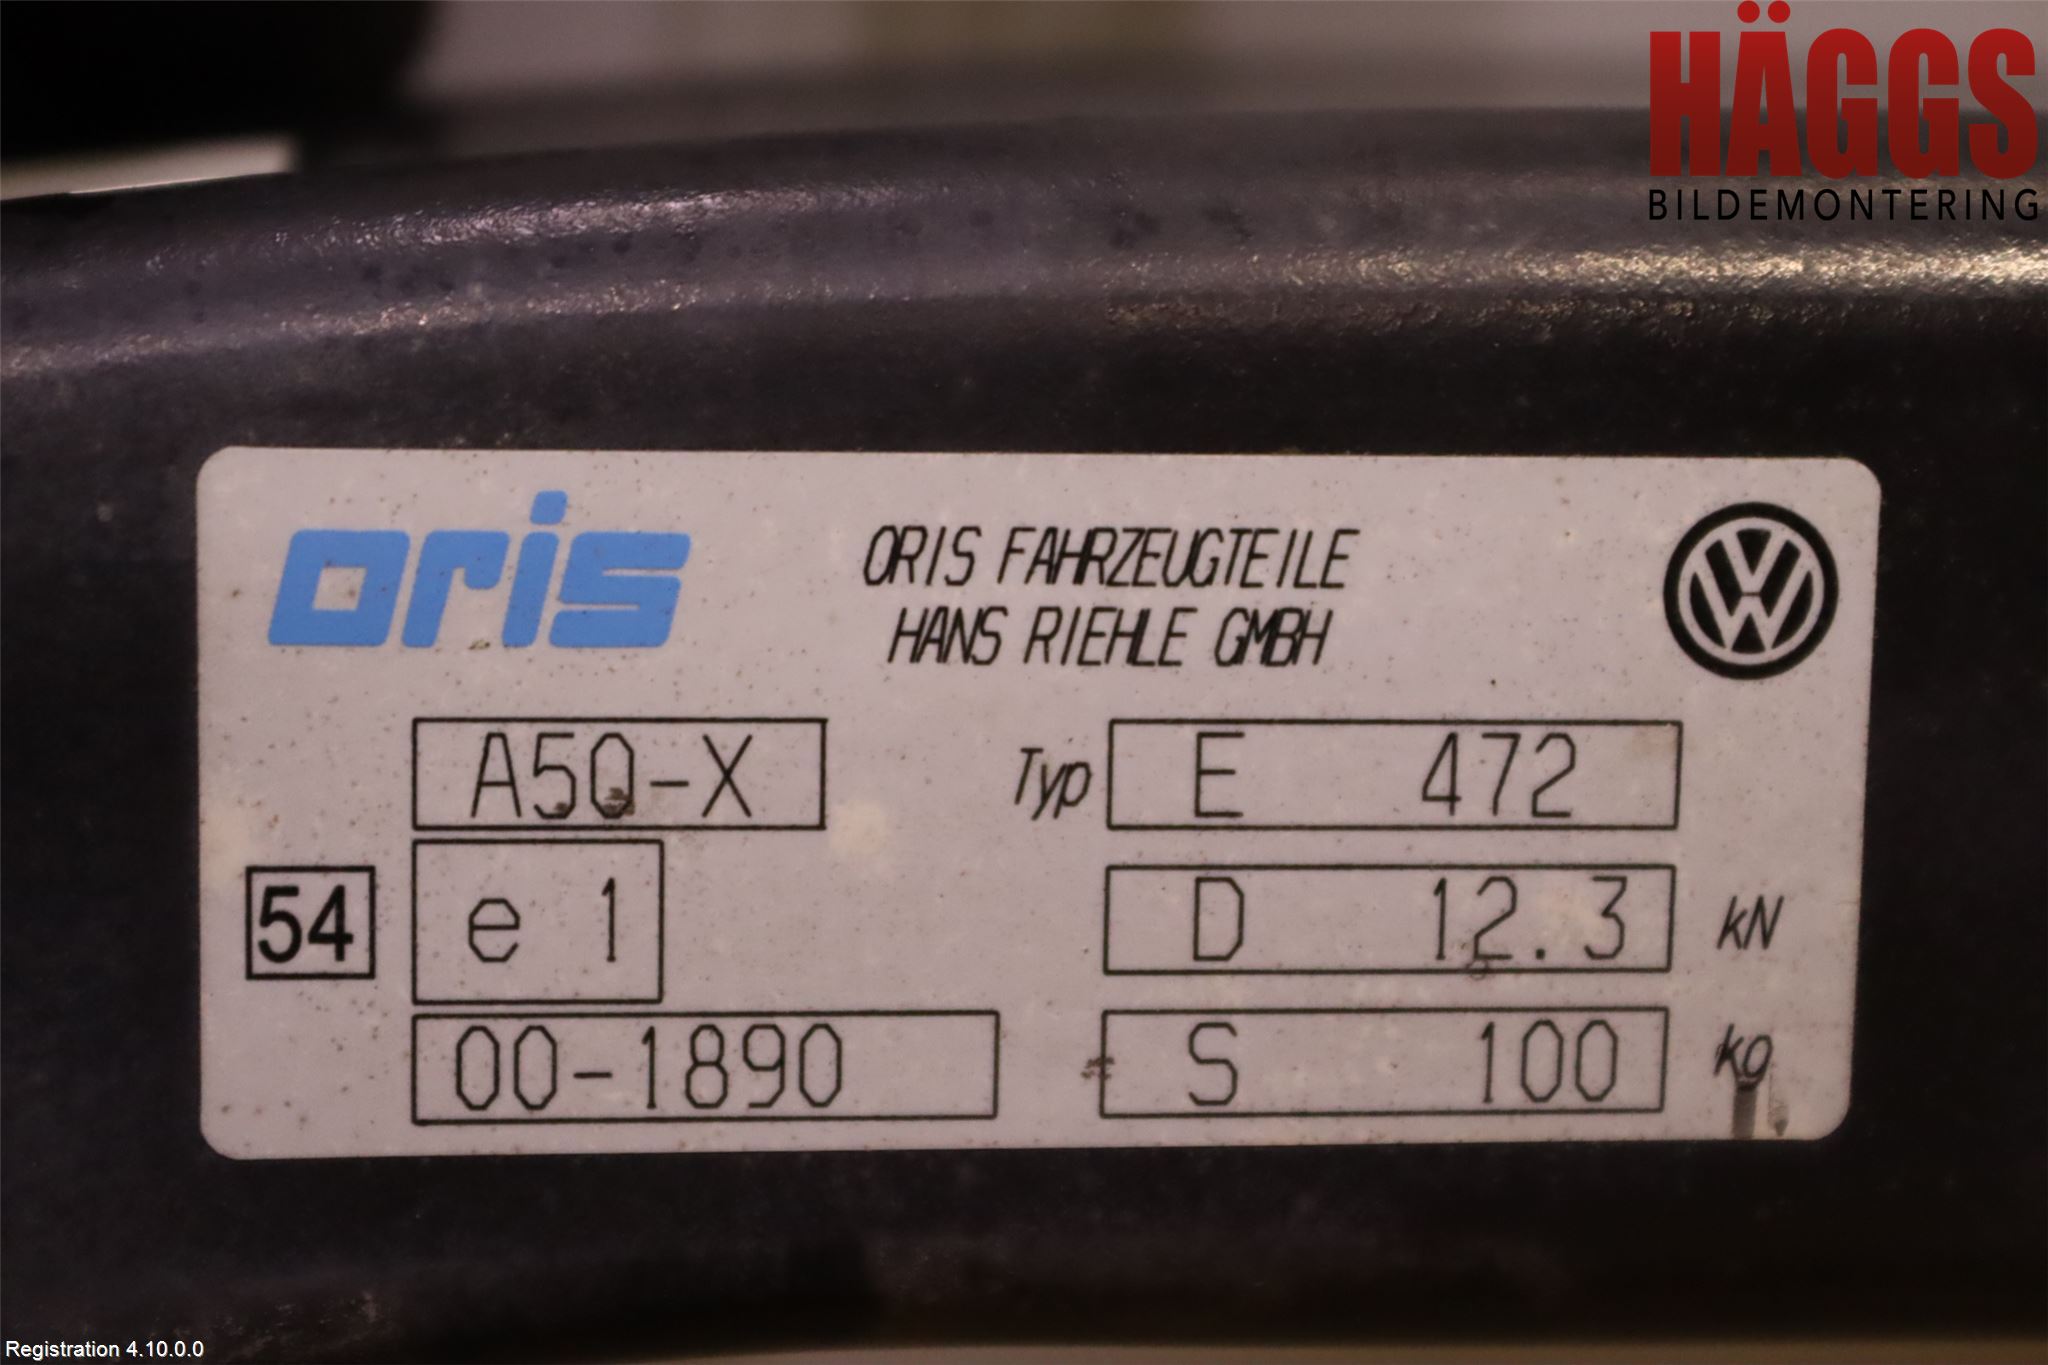 HÄGGS
BILDEMONTERING
oris
ORIS FAHRZEUGTEILE
HANS RIEHLE GMBH
A50-X
Typ E 472
54 e 1
D 12.3 kN
00-1890
S 100 kg
Registration 4.10.0.0